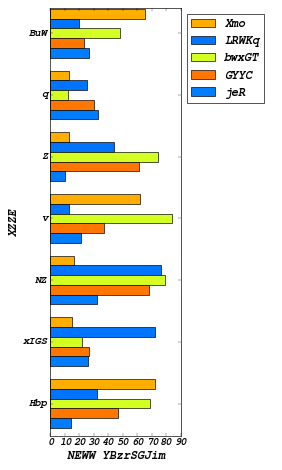 Xmo
LRWKq
bwxGT
GYYC
jeR
BuW
q
Z
v
NZ
xIGS
Hbp
XZZE
0 10 20 30 40 50 60 70 80 90
NEWW YBzrSGJim